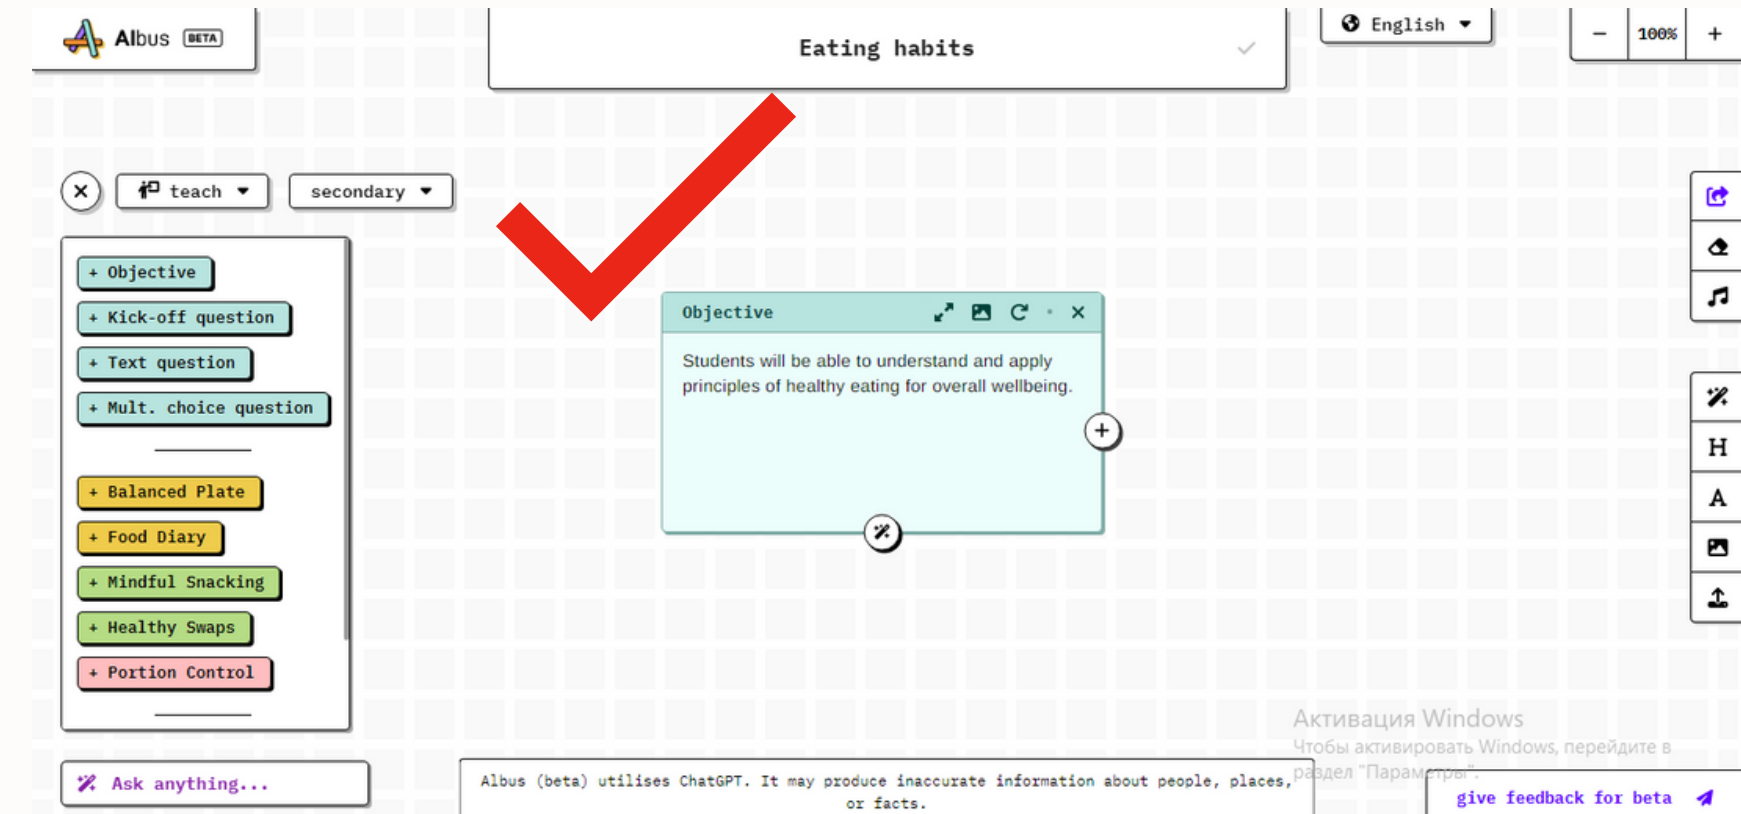 Albus BETA
Eating habits
English
− 100% +
teach
secondary
+ Objective
+ Kick-off question
+ Text question
+ Mult. choice question
+ Balanced Plate
+ Food Diary
+ Mindful Snacking
+ Healthy Swaps
+ Portion Control
Objective
Students will be able to understand and apply
principles of healthy eating for overall wellbeing.
H
A
Активация Windows
Чтобы активировать Windows, перейдите в
раздел "Параметры".
Ask anything...
Albus (beta) utilises ChatGPT. It may produce inaccurate information about people, places,
or facts.
give feedback for beta